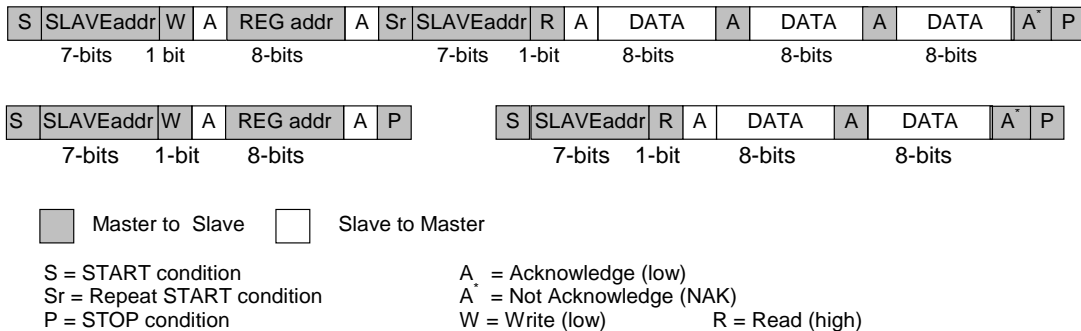 S SLAVEaddr W A REG addr A Sr SLAVEaddr R A DATA A DATA A DATA A* P
7-bits 1 bit 8-bits 7-bits 1-bit 8-bits 8-bits 8-bits
S SLAVEaddr W A REG addr A P
7-bits 1-bit 8-bits
S SLAVEaddr R A DATA A DATA A* P
7-bits 1-bit 8-bits 8-bits
Master to Slave
Slave to Master
S = START condition
Sr = Repeat START condition
P = STOP condition
A = Acknowledge (low)
A* = Not Acknowledge (NAK)
W = Write (low) R = Read (high)